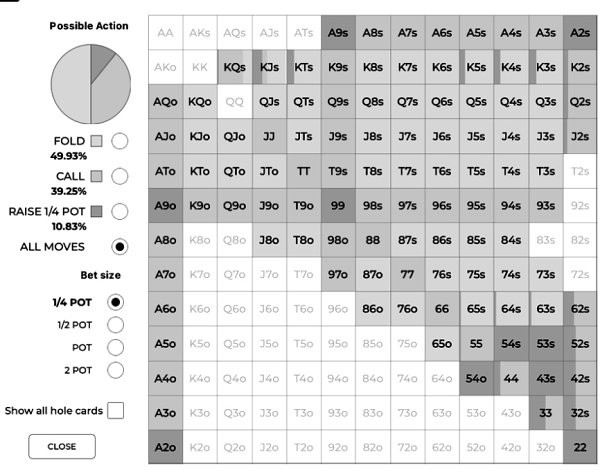 Possible Action
FOLD
49.93%
CALL
39.25%
RAISE 1/4 POT
10.83%
ALL MOVES
Bet size
1/4 POT
1/2 POT
POT
2 POT
Show all hole cards
CLOSE
AA AKs AQs AJs ATs A9s A8s A7s A6s A5s A4s A3s A2s
AKo KK KQs KJs KTs K9s K8s K7s K6s K5s K4s K3s K2s
AQo KQo QQ QJs QTs Q9s Q8s Q7s Q6s Q5s Q4s Q3s Q2s
AJo KJo QJo JJ JTs J9s J8s J7s J6s J5s J4s J3s J2s
ATo KTo QTo JTo TT T9s T8s T7s T6s T5s T4s T3s T2s
A9o K9o Q9o J9o T9o 99 98s 97s 96s 95s 94s 93s 92s
A8o K8o Q8o J8o T8o 98o 88 87s 86s 85s 84s 83s 82s
A7o K7o Q7o J7o T7o 97o 87o 77 76s 75s 74s 73s 72s
A6o K6o Q6o J6o T6o 96o 86o 76o 66 65s 64s 63s 62s
A5o K5o Q5o J5o T5o 95o 85o 75o 65o 55 54s 53s 52s
A4o K4o Q4o J4o T4o 94o 84o 74o 64o 54o 44 43s 42s
A3o K3o Q3o J3o T3o 93o 83o 73o 63o 53o 43o 33 32s
A2o K2o Q2o J2o T2o 92o 82o 72o 62o 52o 42o 32o 22